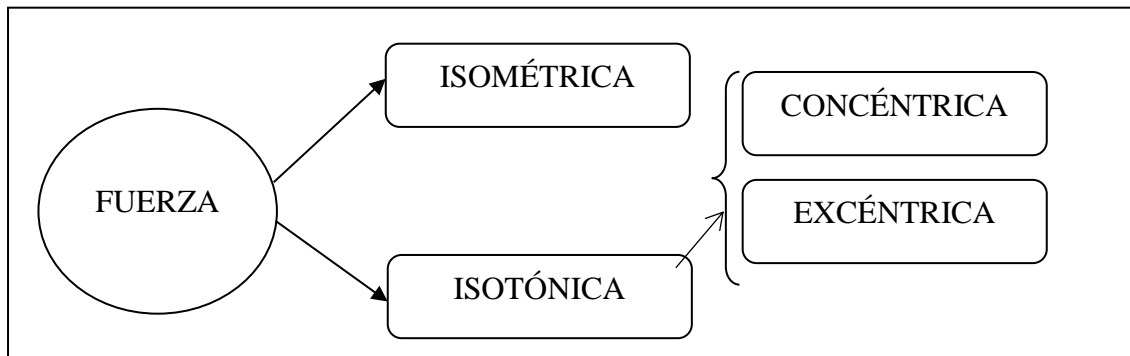 FUERZA
ISOMÉTRICA
ISOTÓNICA
CONCÉNTRICA
EXCÉNTRICA